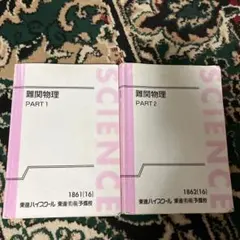 難関物理
PART 1
SCIENCE
1861(16)
東進ハイスクール 東進衛星予備校
難関物理
PART 2
SCIENCE
1862(16)
東進ハイスクール 東進衛星予備校